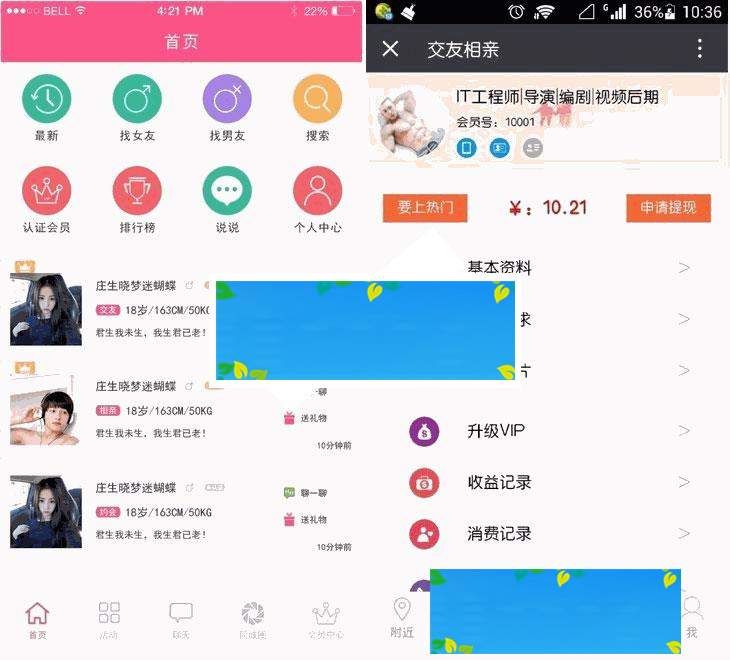 BELL
4:21 PM
22%
首页
最新
找女友
找男友
搜索
认证会员
排行榜
说说
个人中心
庄生晓梦迷蝴蝶
交友 18岁/163CM/50KG
君生我未生，我生君已老！
庄生晓梦迷蝴蝶
相亲 18岁/163CM/50KG
君生我未生，我生君已老！
送礼物
10分钟前
庄生晓梦迷蝴蝶
约会 18岁/163CM/50KG
君生我未生，我生君已老！
聊一聊
送礼物
10分钟前
首页
活动
聊天
会员中心
G
36%
10:36
交友相亲
IT工程师|导演|编剧|视频后期
会员号：10001
要上热门
¥：10.21
申请提现
基本资料
球
片
升级VIP
收益记录
消费记录
附近
我